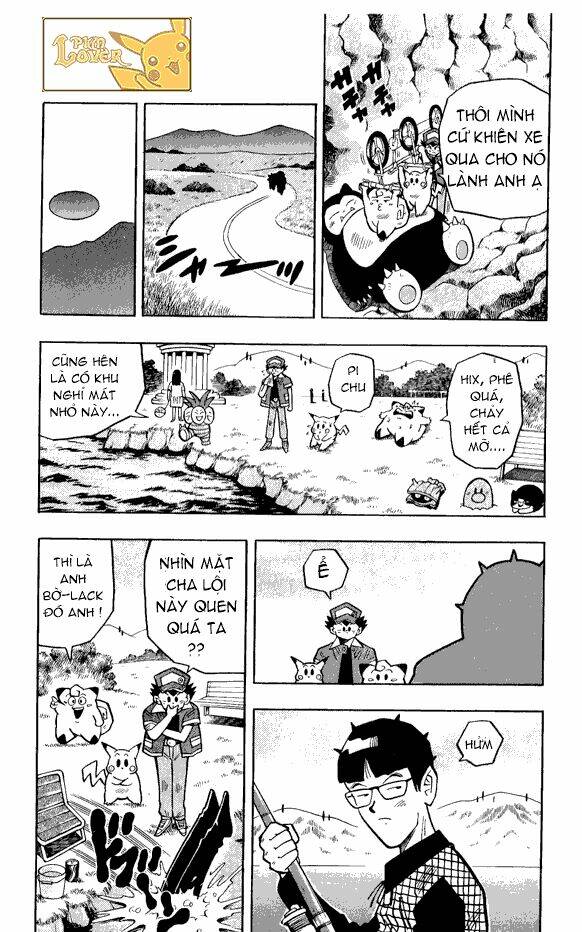 PKM
LOVER
THÔI MÌNH
CỨ KHIÊN XE
QUA CHO NÓ
LÀNH ANH Ạ
CŨNG HÊN
LÀ CÓ KHU
NGHỈ MÁT
NHỎ NÀY...
PI
CHU
HIX, PHÊ
QUÁ,
CHÁY
HẾT CẢ
MỠ....
Ể
NHÌN MẶT
CHA LỘI
NÀY QUEN
QUÁ TA
??
THÌ LÀ
ANH
BỜ-LACK
ĐÓ ANH !
HỬM